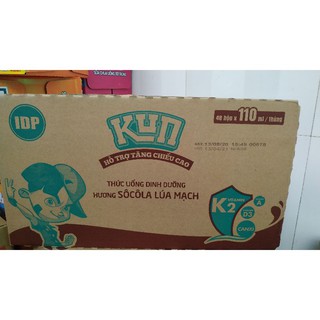 IDP
KUN
HỖ TRỢ TĂNG CHIỀU CAO
48 hộp x 110 ml / thùng
THỨC UỐNG DINH DƯỠNG
HƯƠNG SÔCÔLA LÚA MẠCH
K2
D3
CANXI
A